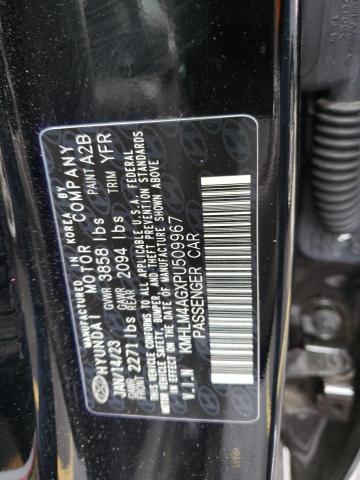 MANUFACTURED IN KOREA BY
HYUNDAI MOTOR COMPANY
JAN/14/23 GVWR 3858 lbs PAINT A2B
GAWR FRONT 2271 lbs GAWR REAR 2094 lbs TRIM YFR
THIS VEHICLE CONFORMS TO ALL APPLICABLE U.S.A. FEDERAL
MOTOR VEHICLE SAFETY, BUMPER, AND THEFT PREVENTION STANDARDS
IN EFFECT ON THE DATE OF MANUFACTURE SHOWN ABOVE.
V.I.N KMHLM4AGXPU509967
PASSENGER CAR